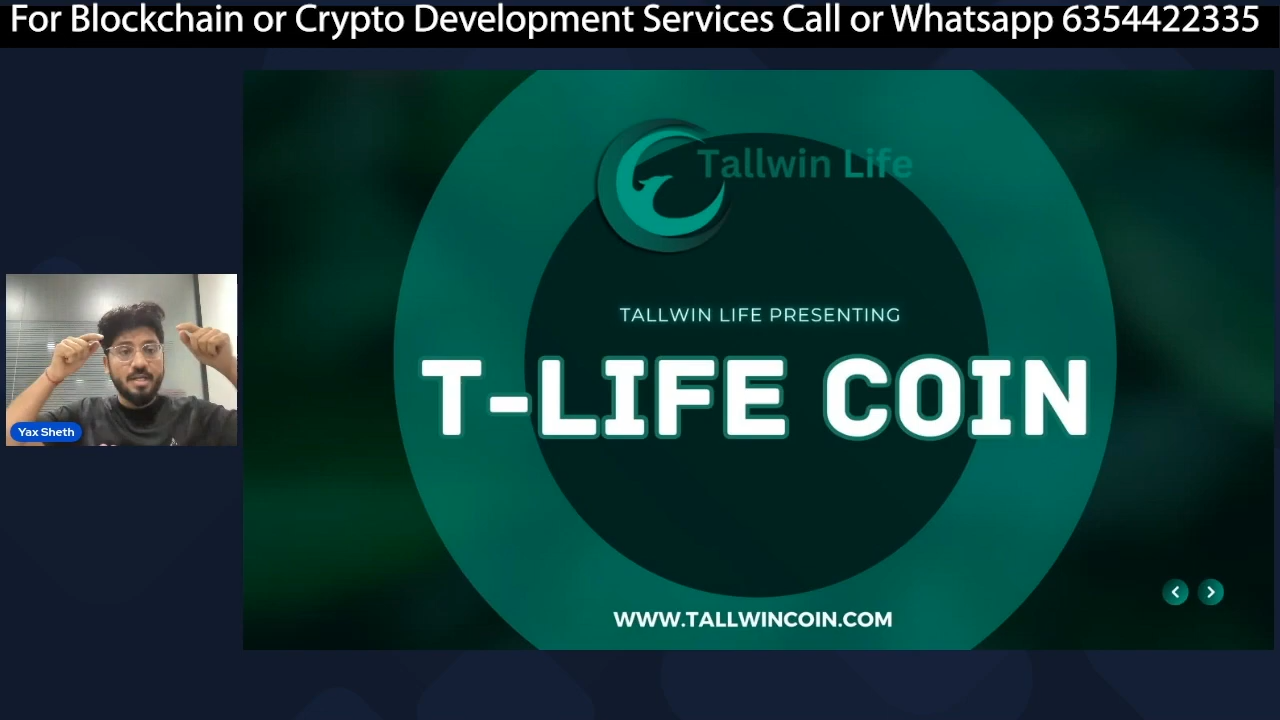 For Blockchain or Crypto Development Services Call or Whatsapp 6354422335
Tallwin Life
TALLWIN LIFE PRESENTING
T-LIFE COIN
Yax Sheth
WWW.TALLWINCOIN.COM